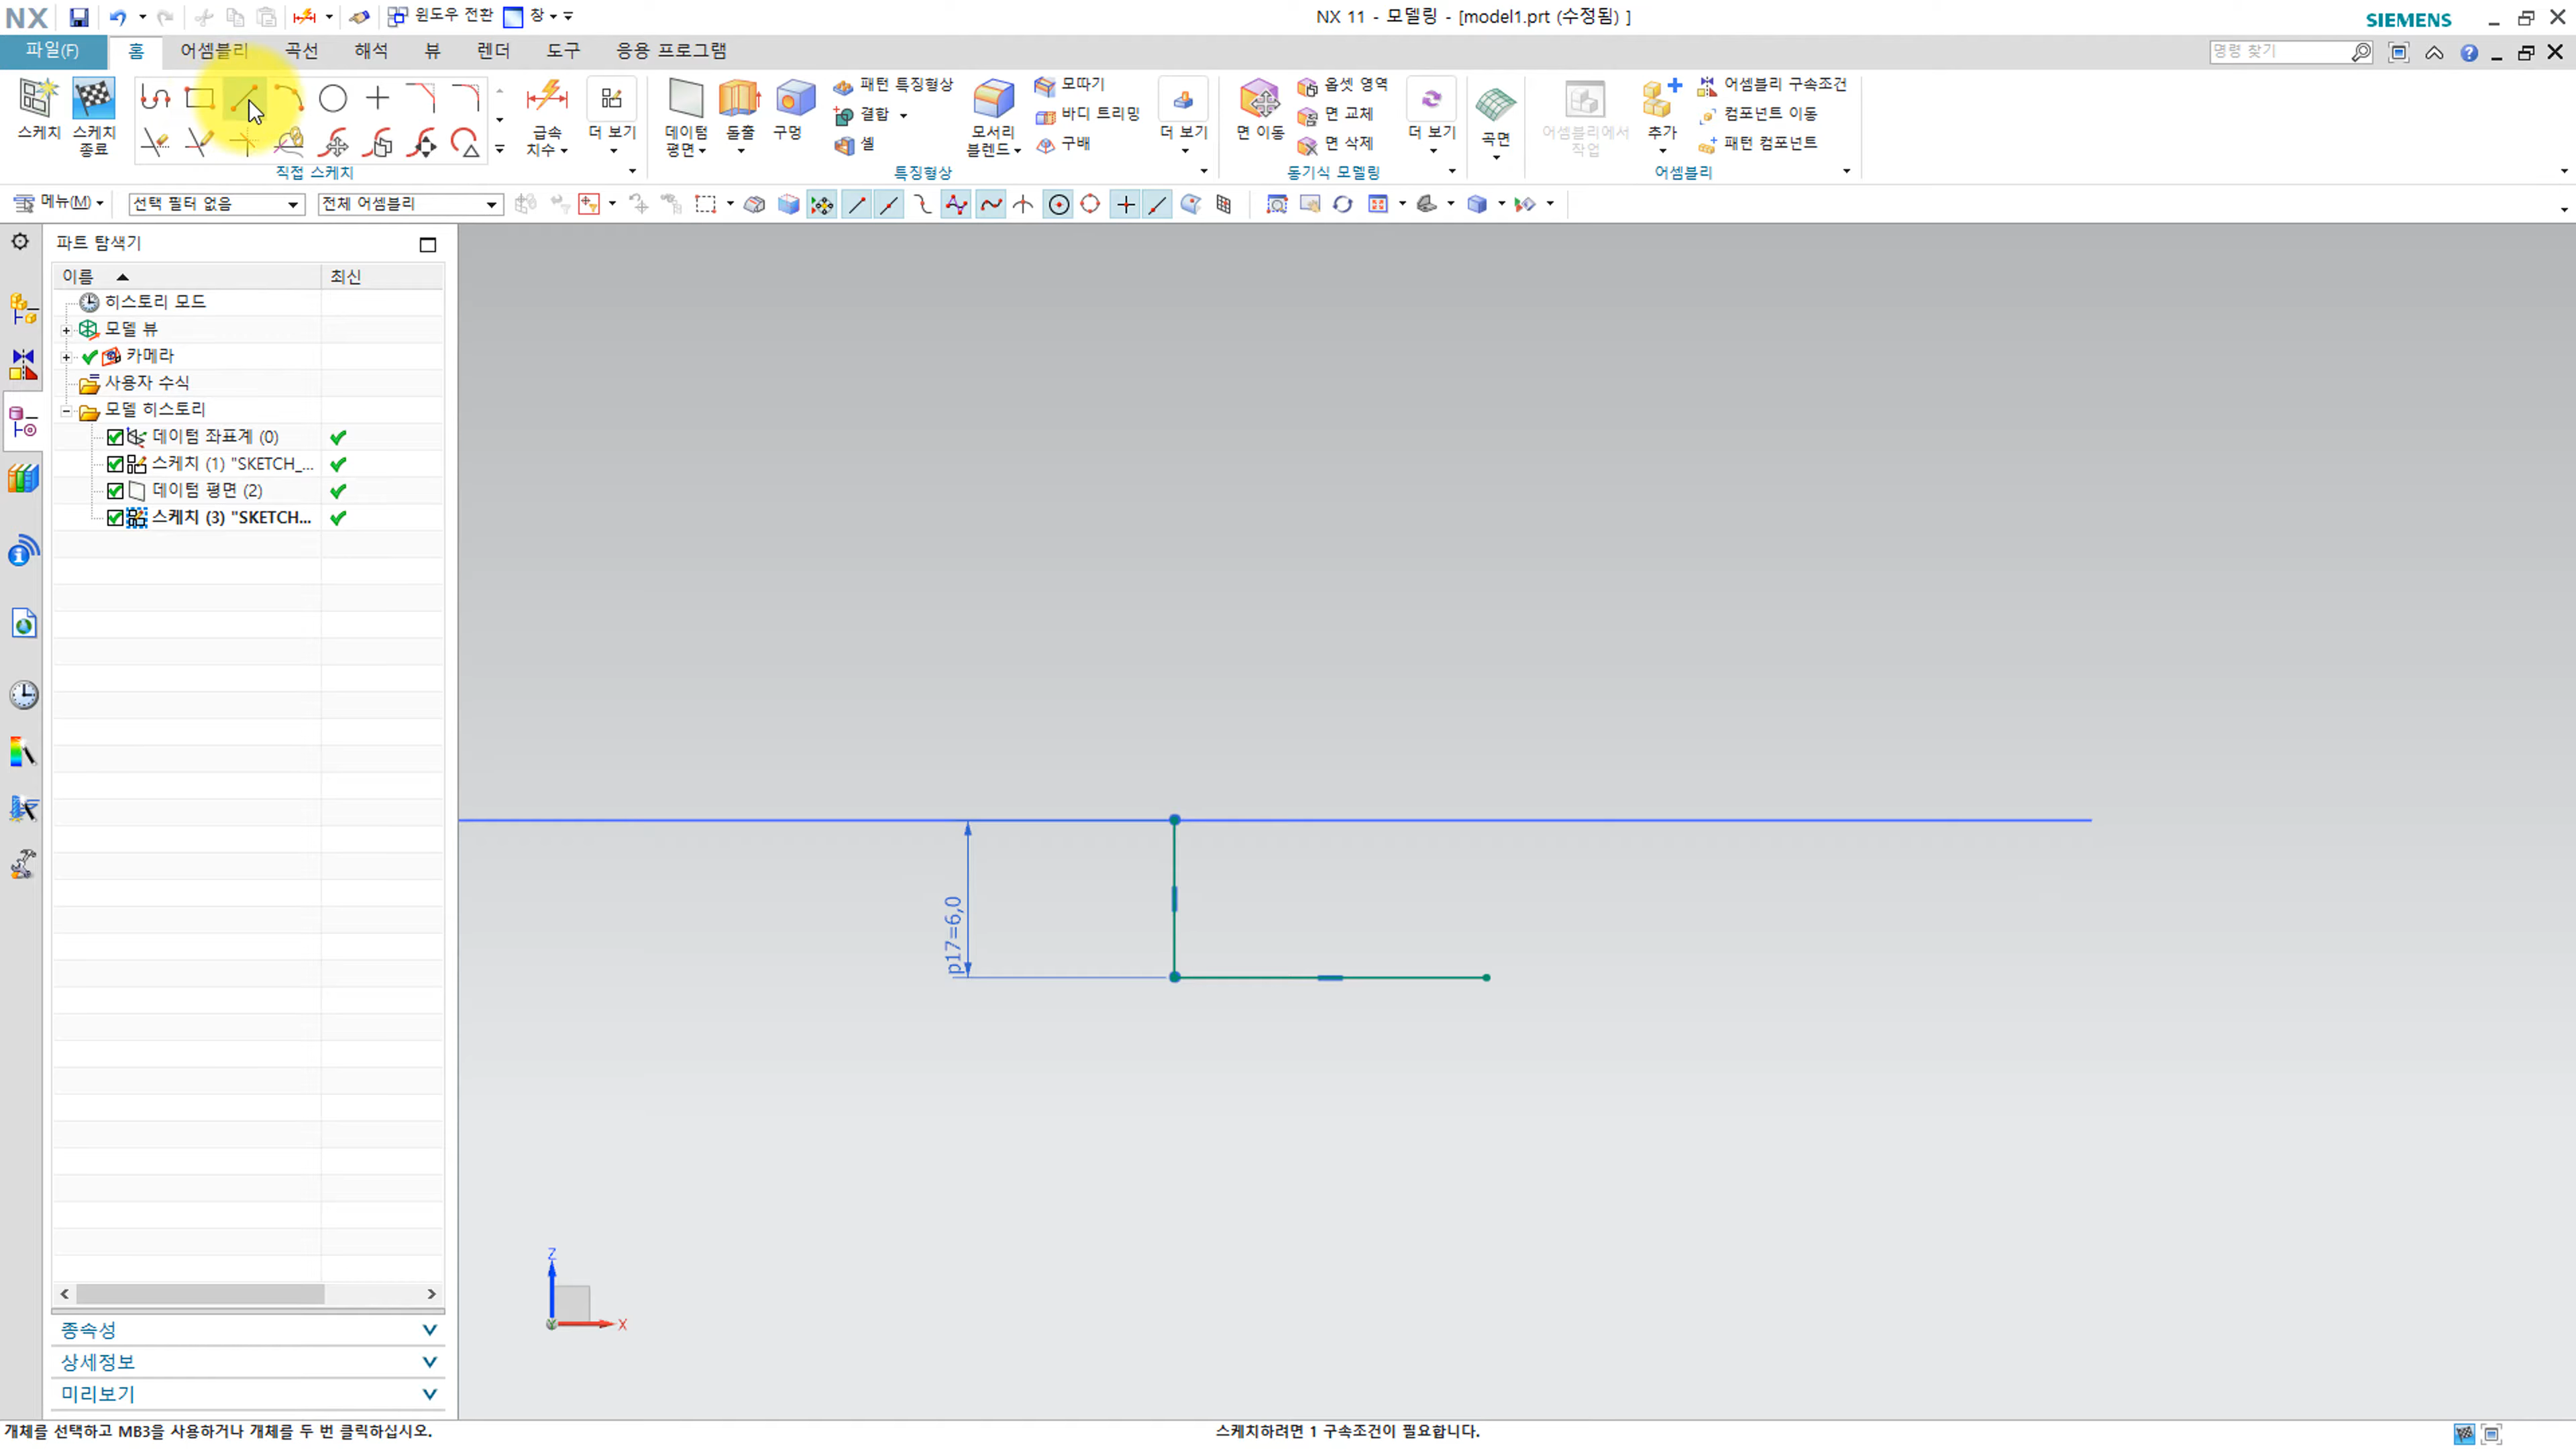 NX
윈도우 전환
창
NX 11 - 모델링 - [model1.prt (수정됨) ]
SIEMENS
파일(F)
홈
어셈블리
곡선
해석
뷰
렌더
도구
응용 프로그램
명령 찾기
스케치
스케치
종료
직접 스케치
급속
치수
더 보기
데이텀
평면
돌출
구멍
패턴 특징형상
결합
셸
모서리
블렌드
모따기
바디 트리밍
구배
더 보기
특징형상
면 이동
옵셋 영역
면 교체
면 삭제
더 보기
동기식 모델링
곡면
어셈블리에서
작업
추가
어셈블리 구속조건
컴포넌트 이동
패턴 컴포넌트
어셈블리
메뉴(M)
선택 필터 없음
전체 어셈블리
파트 탐색기
이름
최신
히스토리 모드
모델 뷰
카메라
사용자 수식
모델 히스토리
데이텀 좌표계 (0)
스케치 (1) "SKETCH_...
데이텀 평면 (2)
스케치 (3) "SKETCH...
p17=6,0
Z
Y
X
종속성
상세정보
미리보기
개체를 선택하고 MB3을 사용하거나 개체를 두 번 클릭하십시오.
스케치하려면 1 구속조건이 필요합니다.